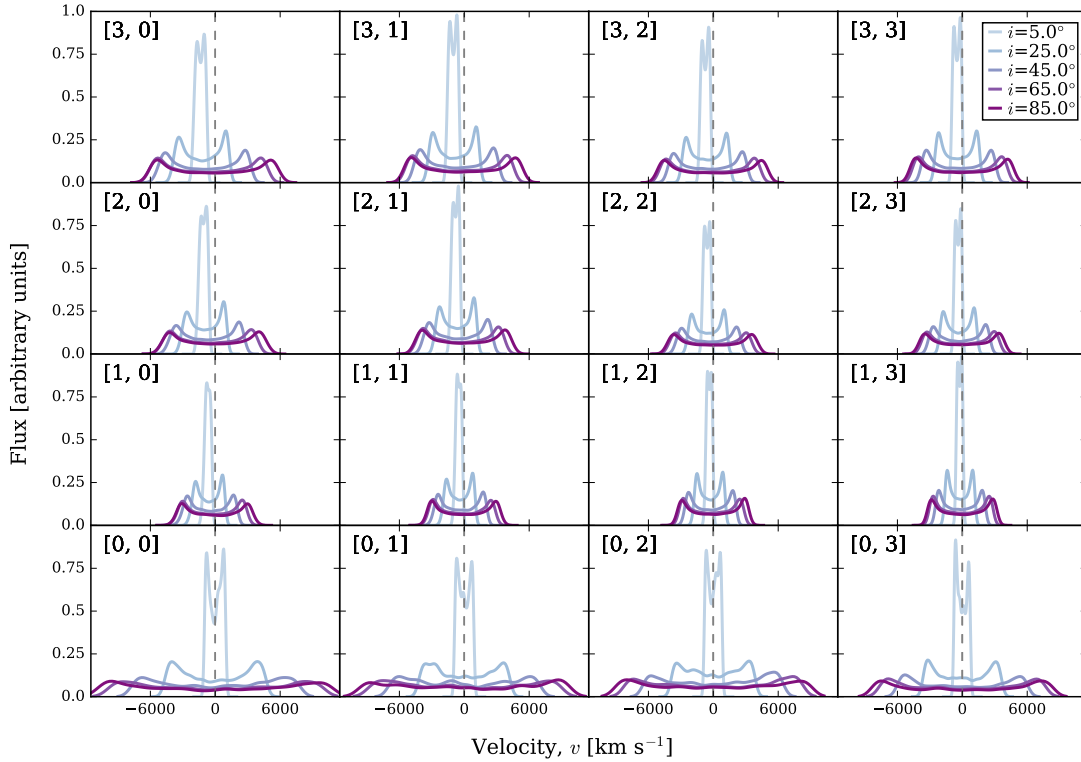 [3, 0] [3, 1] [3, 2] [3, 3]
i=5.0°
i=25.0°
i=45.0°
i=65.0°
i=85.0°
1.0
0.75
0.5
0.25
0.0
[2, 0] [2, 1] [2, 2] [2, 3]
0.75
0.5
0.25
0.0
[1, 0] [1, 1] [1, 2] [1, 3]
0.75
0.5
0.25
0.0
[0, 0] [0, 1] [0, 2] [0, 3]
0.75
0.5
0.25
0.0
−6000 0 6000 −6000 0 6000 −6000 0 6000 −6000 0 6000
Flux [arbitrary units]
Velocity, v [km s⁻¹]